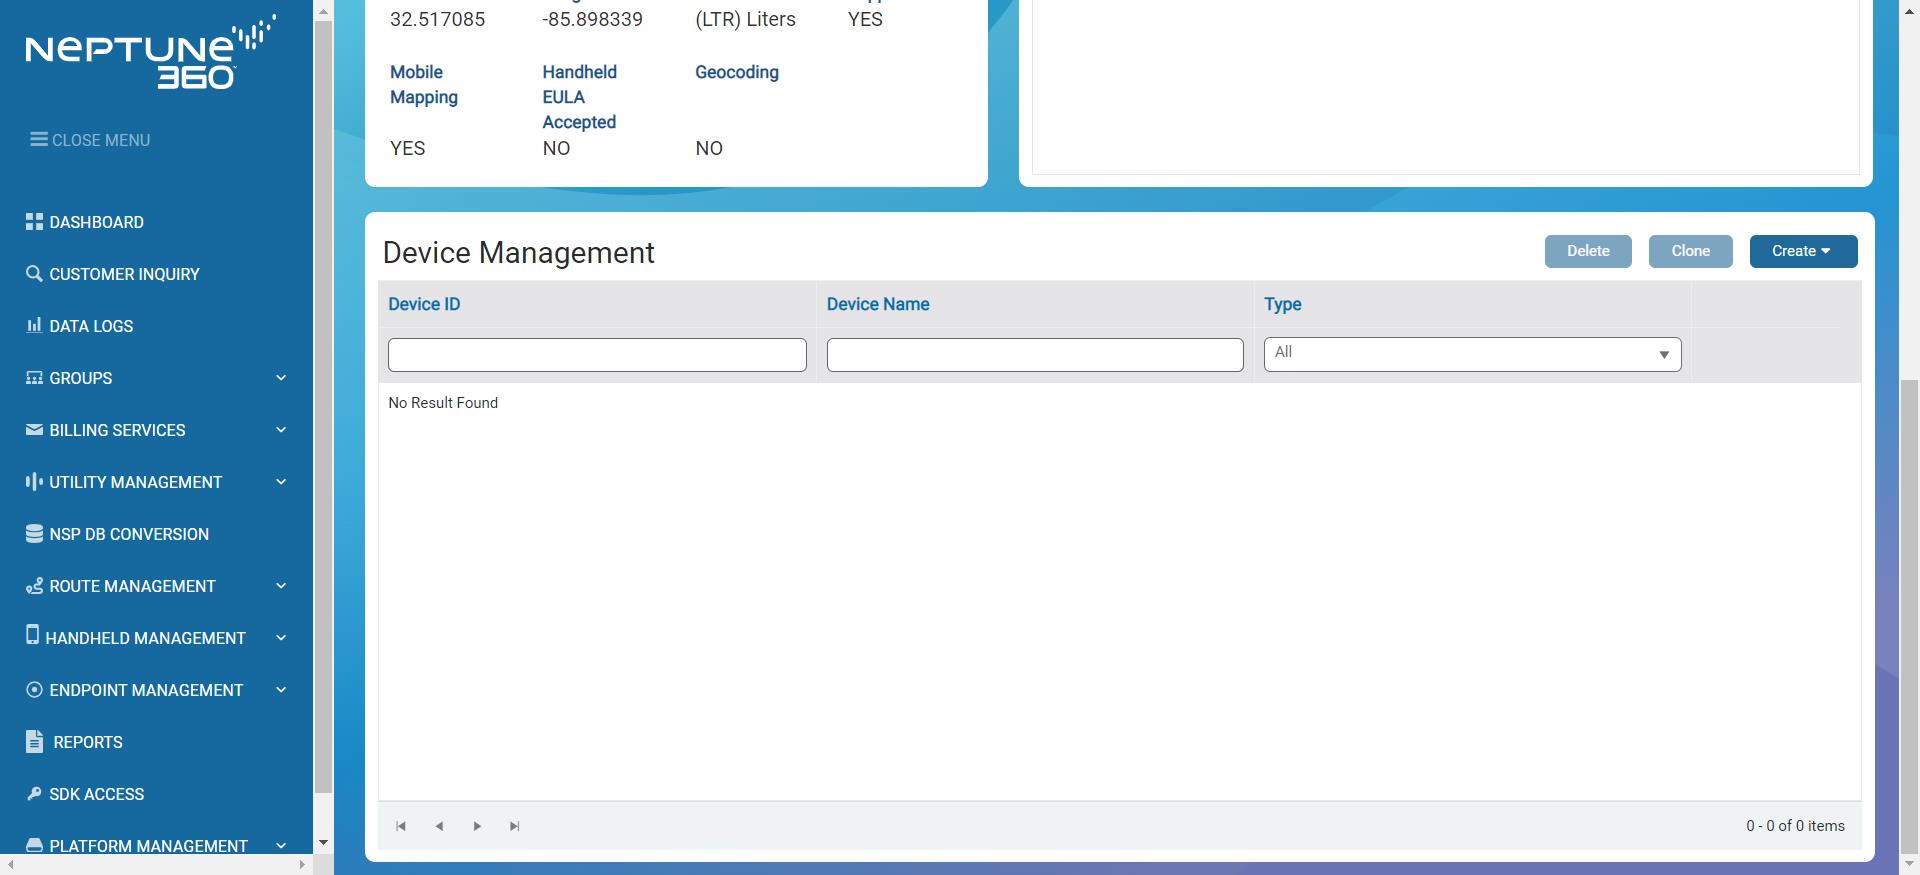 NEPTUNE
360
CLOSE MENU
DASHBOARD
CUSTOMER INQUIRY
DATA LOGS
GROUPS
BILLING SERVICES
UTILITY MANAGEMENT
NSP DB CONVERSION
ROUTE MANAGEMENT
HANDHELD MANAGEMENT
ENDPOINT MANAGEMENT
REPORTS
SDK ACCESS
PLATFORM MANAGEMENT
32.517085 -85.898339 (LTR) Liters YES
Mobile Handheld Geocoding
Mapping EULA
Accepted
YES NO NO
Device Management Delete Clone Create
Device ID Device Name Type
All
No Result Found
0 - 0 of 0 items